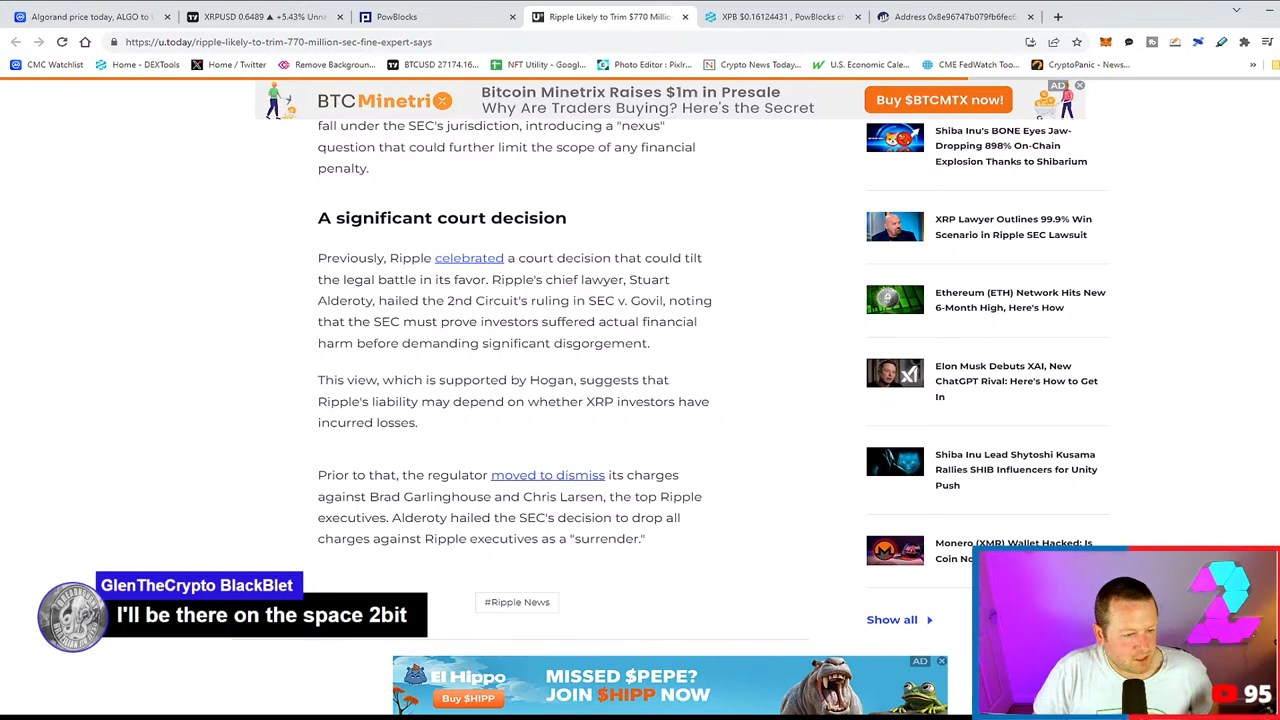 Algorand price today, ALGO to
XRPUSD 0.6489 ▲ +5.43% Unna
PowBlocks
Ripple Likely to Trim $770 Millio
XPB $0.16124431 , PowBlocks c
Address 0x8e96747b079fb6fec
https://u.today/ripple-likely-to-trim-770-million-sec-fine-expert-says
CMC Watchlist
Home - DEXTools
Home / Twitter
Remove Backgroun...
BTCUSD 27174.16...
NFT Utility - Googl...
Photo Editor : Pixlr...
Crypto News Today...
U.S. Economic Cale...
CME FedWatch Too...
CryptoPanic - News...
BTCMinetrix
Bitcoin Minetrix Raises $1m in Presale
Why Are Traders Buying? Here's the Secret
Buy $BTCMTX now!
AD
fall under the SEC's jurisdiction, introducing a "nexus"
question that could further limit the scope of any financial
penalty.
A significant court decision
Previously, Ripple celebrated a court decision that could tilt
the legal battle in its favor. Ripple's chief lawyer, Stuart
Alderoty, hailed the 2nd Circuit's ruling in SEC v. Govil, noting
that the SEC must prove investors suffered actual financial
harm before demanding significant disgorgement.
This view, which is supported by Hogan, suggests that
Ripple's liability may depend on whether XRP investors have
incurred losses.
Prior to that, the regulator moved to dismiss its charges
against Brad Garlinghouse and Chris Larsen, the top Ripple
executives. Alderoty hailed the SEC's decision to drop all
charges against Ripple executives as a "surrender."
#Ripple News
Shiba Inu's BONE Eyes Jaw-
Dropping 898% On-Chain
Explosion Thanks to Shibarium
XRP Lawyer Outlines 99.9% Win
Scenario in Ripple SEC Lawsuit
Ethereum (ETH) Network Hits New
6-Month High, Here's How
Elon Musk Debuts XAI, New
ChatGPT Rival: Here's How to Get
In
Shiba Inu Lead Shytoshi Kusama
Rallies SHIB Influencers for Unity
Push
Monero (XMR) Wallet Hacked: Is
Coin No
Show all
GlenTheCrypto BlackBlet
I'll be there on the space 2bit
El Hippo
Buy $HIPP
MISSED $PEPE?
JOIN $HIPP NOW
AD
95